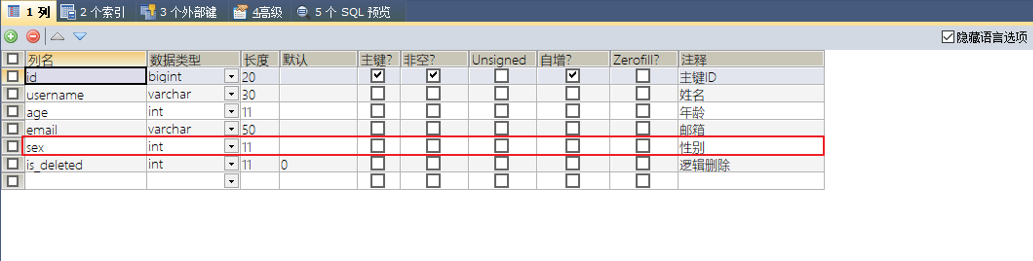 1 列 2 个索引 3 个外部键 4高级 5 个 SQL 预览
隐藏语言选项
列名 数据类型 长度 默认 主键? 非空? Unsigned 自增? Zerofill? 注释
id bigint 20 主键ID
username varchar 30 姓名
age int 11 年龄
email varchar 50 邮箱
sex int 11 性别
is_deleted int 11 0 逻辑删除